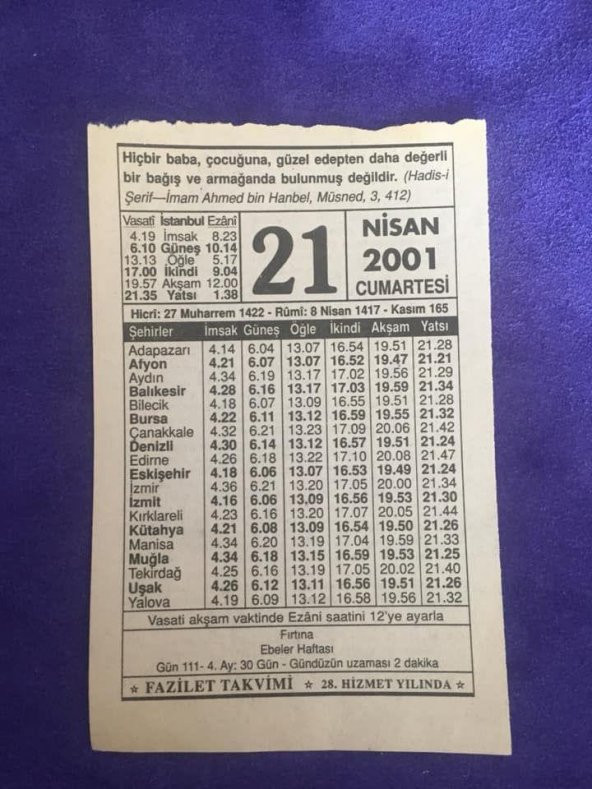 Hiçbir baba, çocuğuna, güzel edepten daha değerli
bir bağış ve armağanda bulunmuş değildir. (Hadis-i
Şerif—İmam Ahmed bin Hanbel, Müsned, 3, 412)
Vasatî İstanbul Ezânî
4.19 İmsak 8.23
6.10 Güneş 10.14
13.13 Öğle 5.17
17.00 İkindi 9.04
19.57 Akşam 12.00
21.35 Yatsı 1.38
21
NİSAN
2001
CUMARTESİ
Hicrî: 27 Muharrem 1422 - Rûmî: 8 Nisan 1417 - Kasım 165
Şehirler İmsak Güneş Öğle İkindi Akşam Yatsı
Adapazarı 4.14 6.04 13.07 16.54 19.51 21.28
Afyon 4.21 6.07 13.07 16.52 19.47 21.21
Aydın 4.34 6.19 13.17 17.02 19.56 21.29
Balıkesir 4.28 6.16 13.17 17.03 19.59 21.34
Bilecik 4.18 6.07 13.09 16.55 19.51 21.28
Bursa 4.22 6.11 13.12 16.59 19.55 21.32
Çanakkale 4.32 6.21 13.23 17.09 20.06 21.42
Denizli 4.30 6.14 13.12 16.57 19.51 21.24
Edirne 4.26 6.18 13.22 17.10 20.08 21.47
Eskişehir 4.18 6.06 13.07 16.53 19.49 21.24
İzmir 4.36 6.21 13.20 17.05 20.00 21.34
İzmit 4.16 6.06 13,09 16.56 19.53 21.30
Kırklareli 4.23 6.16 13.20 17.07 20.05 21.44
Kütahya 4.21 6.08 13.09 16.54 19.50 21.26
Manisa 4.34 6.20 13.19 17.04 19.59 21.33
Muğla 4.34 6.18 13.15 16.59 19.53 21.25
Tekirdağ 4.25 6.16 13.19 17.05 20.02 21.40
Uşak 4.26 6.12 13.11 16.56 19.51 21.26
Yalova 4.19 6.09 13.12 16.58 19.56 21.32
Vasati akşam vaktinde Ezâni saatini 12'ye ayarla
Fırtına
Ebeler Haftası
Gün 111- 4. Ay: 30 Gün - Gündüzün uzaması 2 dakika
☆ FAZİLET TAKVİMİ ☆ 28. HİZMET YILINDA ☆